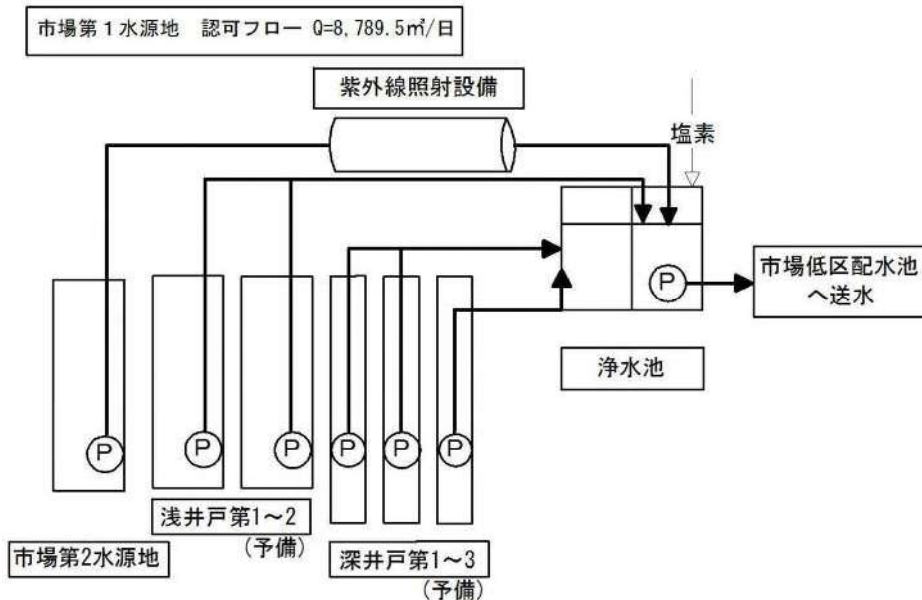 市場第１水源地　認可フロー Q=8,789.5㎥/日
紫外線照射設備
塩素
P
市場低区配水池
へ送水
浄水池
P
P
P
P
P
P
浅井戸第1～2
(予備)
市場第2水源地
深井戸第1～3
(予備)